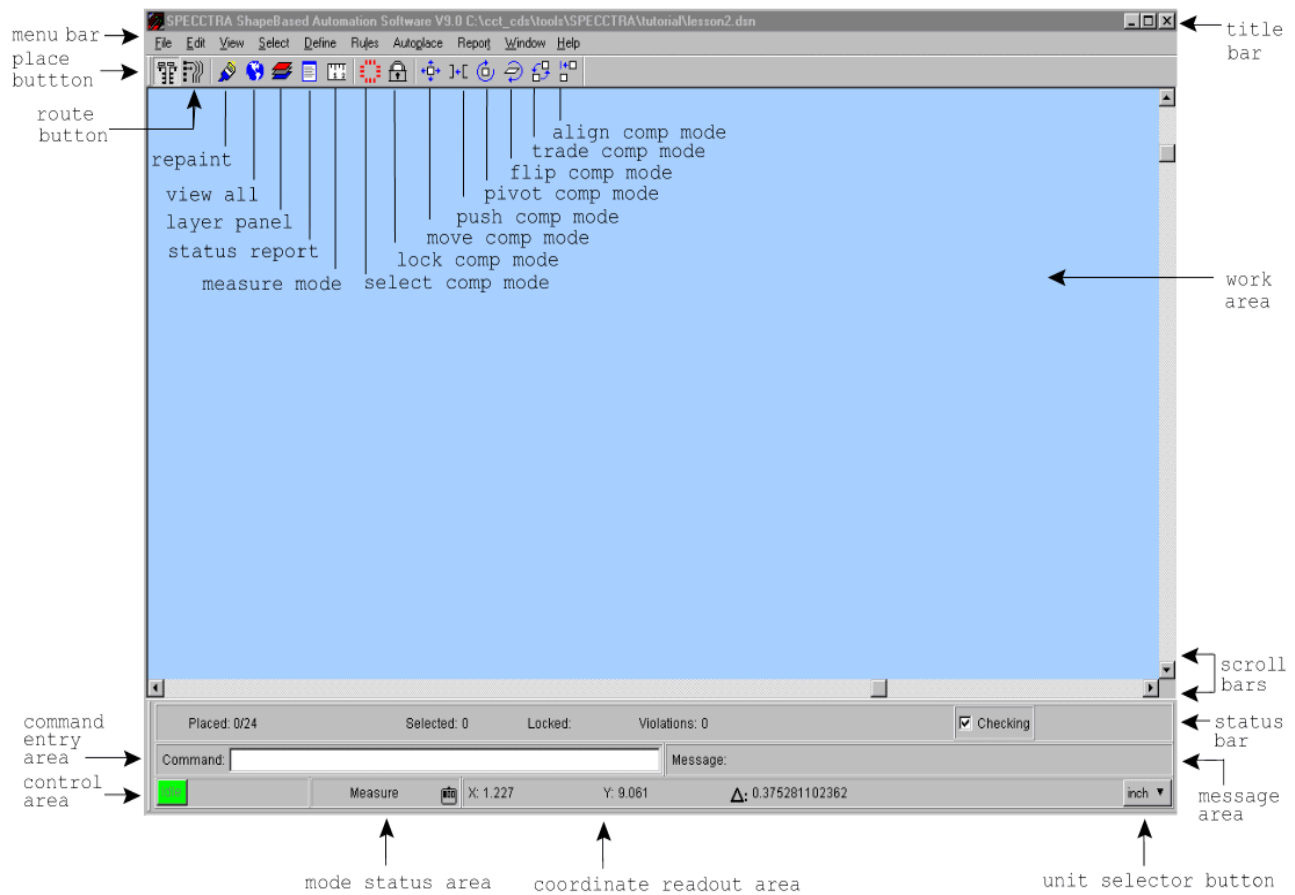 SPECCTRA ShapeBased Automation Software V9.0 C:\cct_cds\tools\SPECCTRA\tutorial\lesson2.dsn
menu bar
title
bar
File Edit View Select Define Rules Autoplace Report Window Help
place
buttton
route
button
align comp mode
trade comp mode
repaint
flip comp mode
view all
pivot comp mode
layer panel
push comp mode
status report
move comp mode
lock comp mode
measure mode
select comp mode
work
area
scroll
bars
command
entry
area
Placed: 0/24 Selected: 0 Locked: Violations: 0 Checking
status
bar
Command: Message:
control
area
Idle Measure X: 1.227 Y: 9.061 Δ: 0.375281102362 inch
message
area
mode status area
coordinate readout area
unit selector button